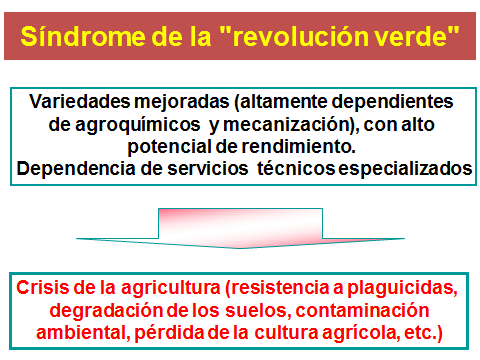 Síndrome de la "revolución verde"
Variedades mejoradas (altamente dependientes
de agroquímicos y mecanización), con alto
potencial de rendimiento.
Dependencia de servicios técnicos especializados
Crisis de la agricultura (resistencia a plaguicidas,
degradación de los suelos, contaminación
ambiental, pérdida de la cultura agrícola, etc.)